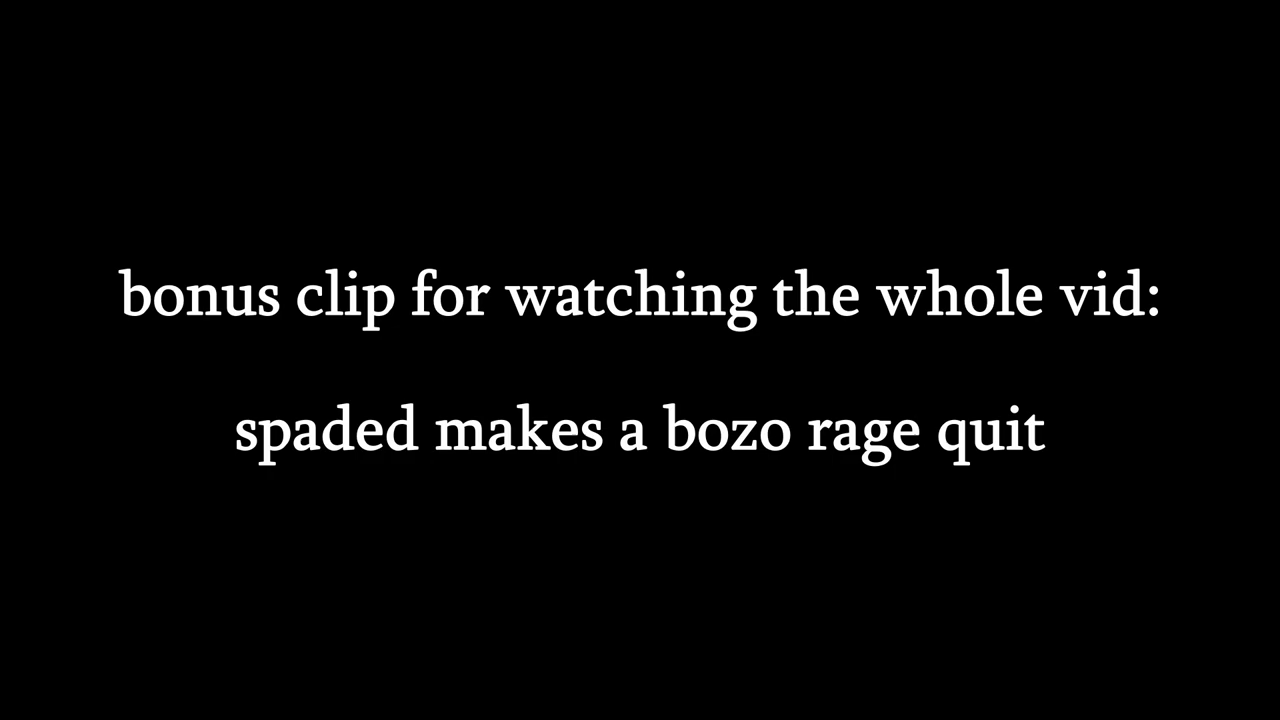 bonus clip for watching the whole vid:
spaded makes a bozo rage quit